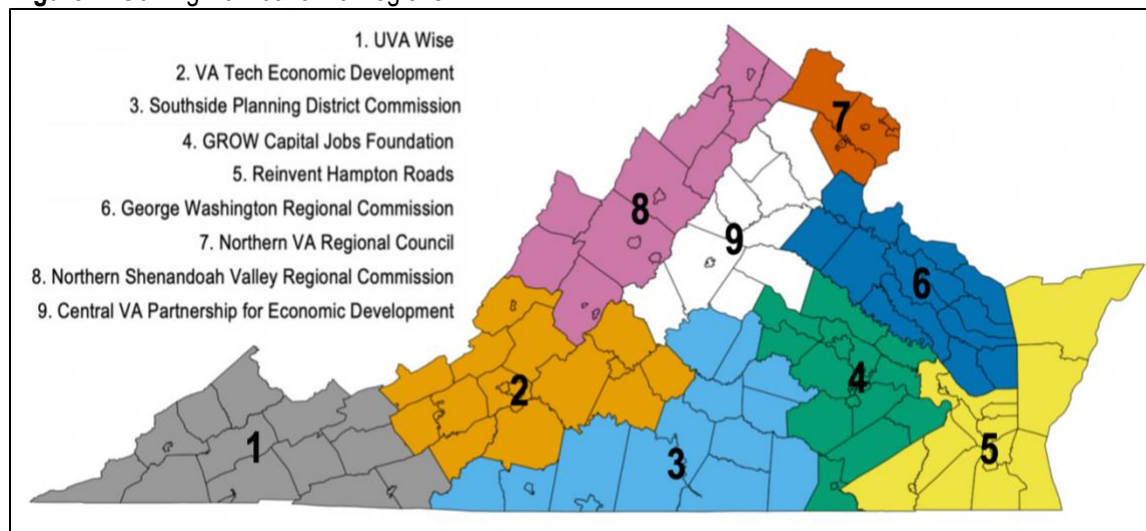 1. UVA Wise
2. VA Tech Economic Development
3. Southside Planning District Commission
4. GROW Capital Jobs Foundation
5. Reinvent Hampton Roads
6. George Washington Regional Commission
7. Northern VA Regional Council
8. Northern Shenandoah Valley Regional Commission
9. Central VA Partnership for Economic Development
7
8
9
6
4
2
1
3
5